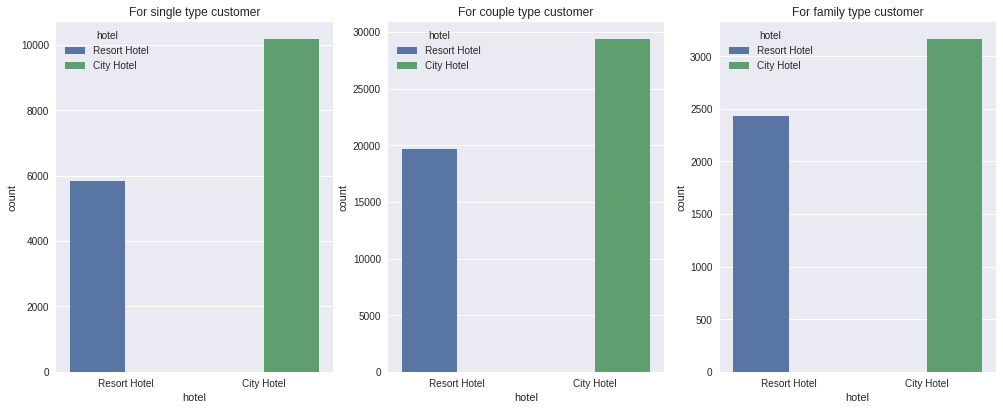 For single type customer
hotel
Resort Hotel
City Hotel
10000
8000
6000
4000
2000
0
count
Resort Hotel City Hotel
hotel
For couple type customer
hotel
Resort Hotel
City Hotel
30000
25000
20000
15000
10000
5000
0
count
Resort Hotel City Hotel
hotel
For family type customer
hotel
Resort Hotel
City Hotel
3000
2500
2000
1500
1000
500
0
count
Resort Hotel City Hotel
hotel